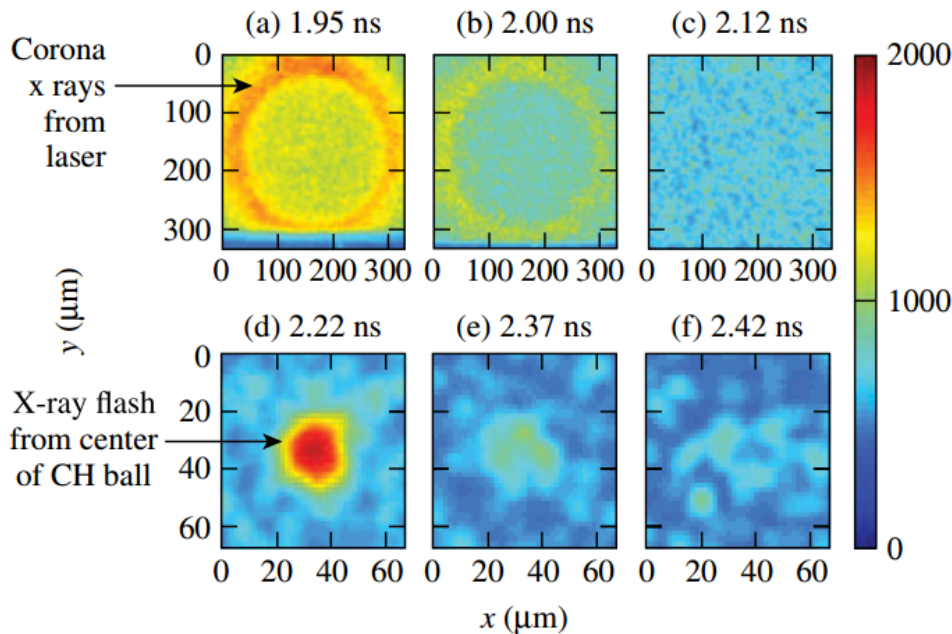 (a) 1.95 ns
(b) 2.00 ns
(c) 2.12 ns
Corona
x rays
from
laser
0
100
200
300
0 100 200 300
0 100 200 300
0 100 200 300
2000
1000
0
y (μm)
(d) 2.22 ns
(e) 2.37 ns
(f) 2.42 ns
X-ray flash
from center
of CH ball
0
20
40
60
0 20 40 60
0 20 40 60
0 20 40 60
x (μm)